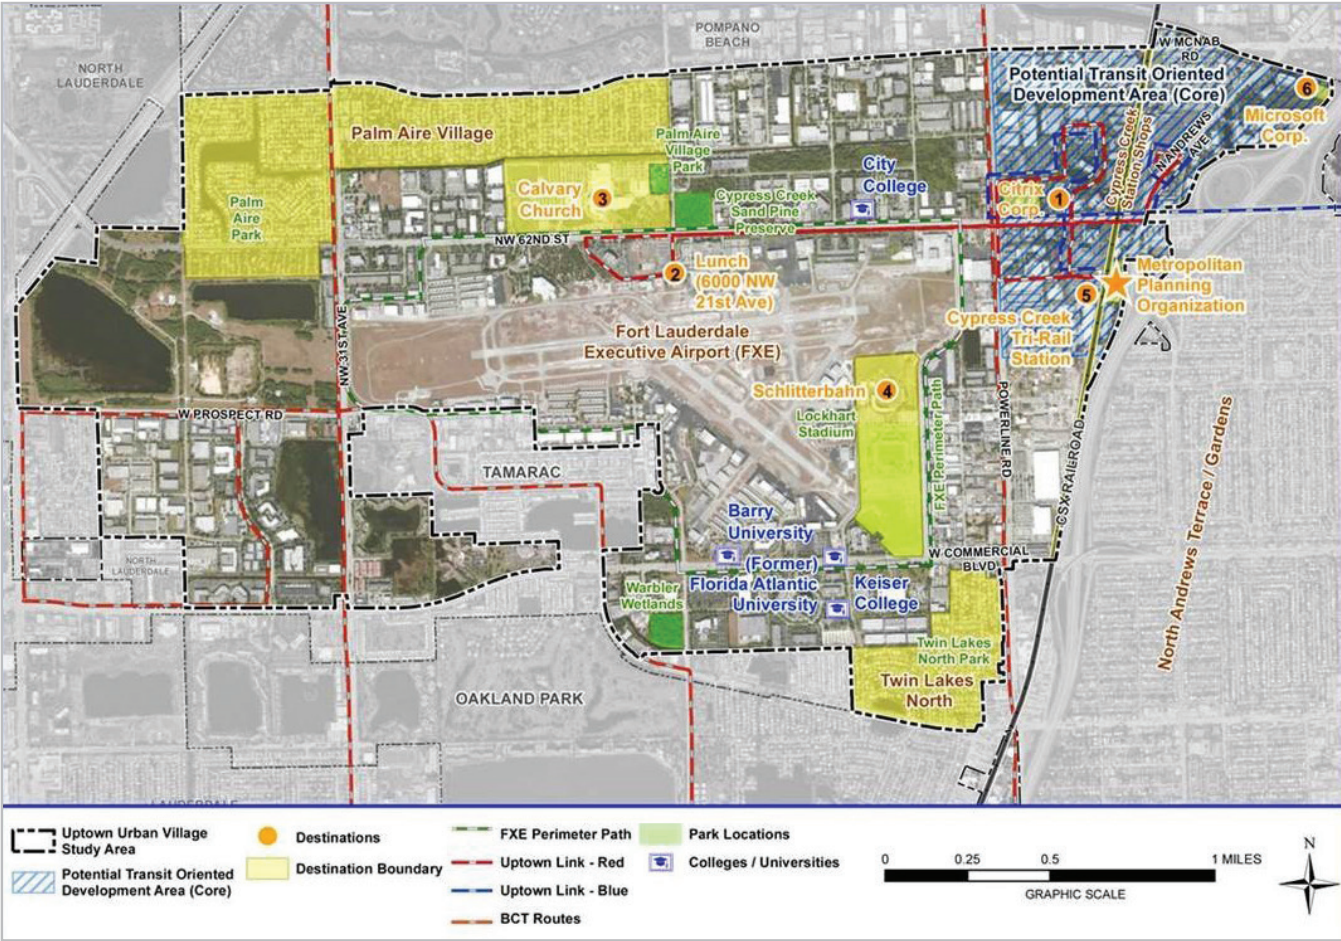 POMPANO
BEACH
NORTH
LAUDERDALE
W MCNAB
RD
Potential Transit Oriented
Development Area (Core)
6
Microsoft
Corp.
Palm Aire Village
Palm Aire
Village
Park
Cypress Creek
Station Shops
N ANDREWS
AVE
City
College
Calvary
Church
3
Citrix
Corp.
1
Palm
Aire
Park
Cypress Creek
Sand Pine
Preserve
NW 62ND ST
2
Lunch
(6000 NW
21st Ave)
Metropolitan
Planning
Organization
5
Cypress Creek
Tri-Rail
Station
NW 31ST AVE
Fort Lauderdale
Executive Airport (FXE)
Schlitterbahn
4
Lockhart
Stadium
FXE Perimeter Path
POWERLINE RD
CSX RAILROAD
North Andrews Terrace / Gardens
W PROSPECT RD
TAMARAC
Barry
University
(Former)
Florida Atlantic
University
Keiser
College
W COMMERCIAL
BLVD
NORTH
LAUDERDALE
Warbler
Wetlands
Twin Lakes
North Park
Twin Lakes
North
OAKLAND PARK
LAUDERDALE
Uptown Urban Village
Study Area
Potential Transit Oriented
Development Area (Core)
Destinations
Destination Boundary
FXE Perimeter Path
Uptown Link - Red
Uptown Link - Blue
BCT Routes
Park Locations
Colleges / Universities
0 0.25 0.5 1 MILES
GRAPHIC SCALE
N